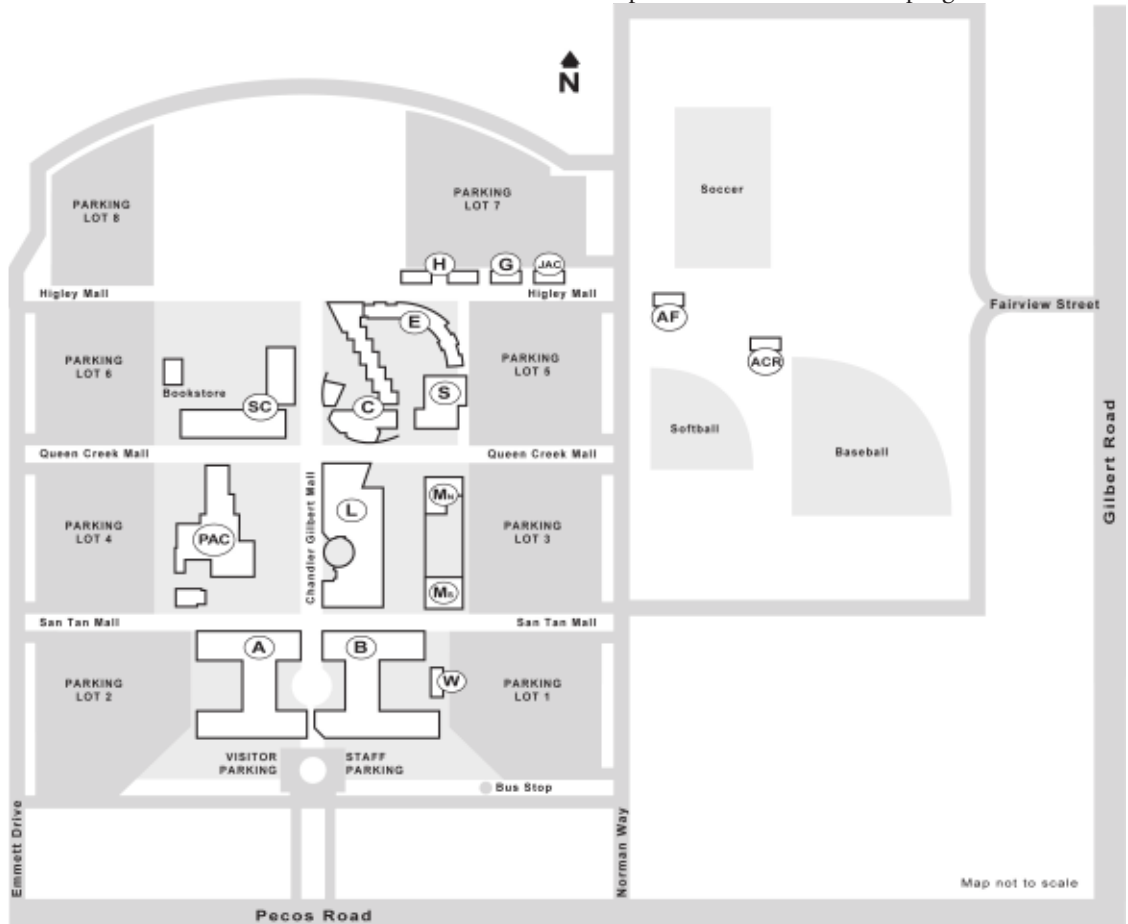 N
PARKING
LOT 8
PARKING
LOT 7
Soccer
H
G
JAC
Higley Mall
Higley Mall
Fairview Street
AF
E
ACR
PARKING
LOT 6
Bookstore
SC
C
S
PARKING
LOT 5
Softball
Baseball
Gilbert Road
Queen Creek Mall
Queen Creek Mall
Chandler Gilbert Mall
PARKING
LOT 4
PAC
L
MN
MS
PARKING
LOT 3
San Tan Mall
San Tan Mall
PARKING
LOT 2
A
B
W
PARKING
LOT 1
VISITOR
PARKING
STAFF
PARKING
Bus Stop
Emmett Drive
Norman Way
Map not to scale
Pecos Road